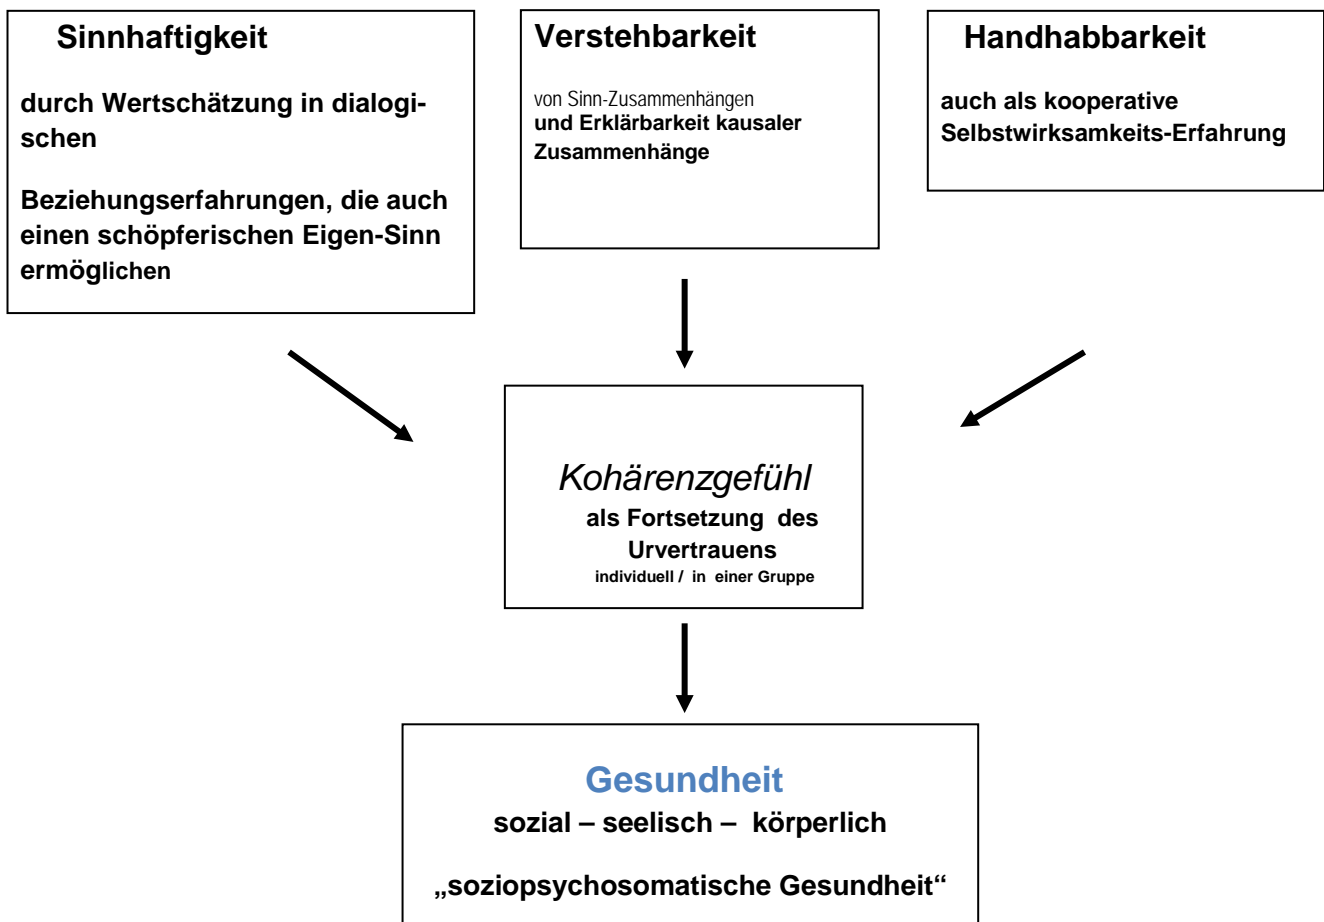 Sinnhaftigkeit
durch Wertschätzung in dialogi-
schen
Beziehungserfahrungen, die auch
einen schöpferischen Eigen-Sinn
ermöglichen
Verstehbarkeit
von Sinn-Zusammenhängen
und Erklärbarkeit kausaler
Zusammenhänge
Handhabbarkeit
auch als kooperative
Selbstwirksamkeits-Erfahrung
Kohärenzgefühl
als Fortsetzung des
Urvertrauens
individuell / in einer Gruppe
Gesundheit
sozial – seelisch – körperlich
„soziopsychosomatische Gesundheit“